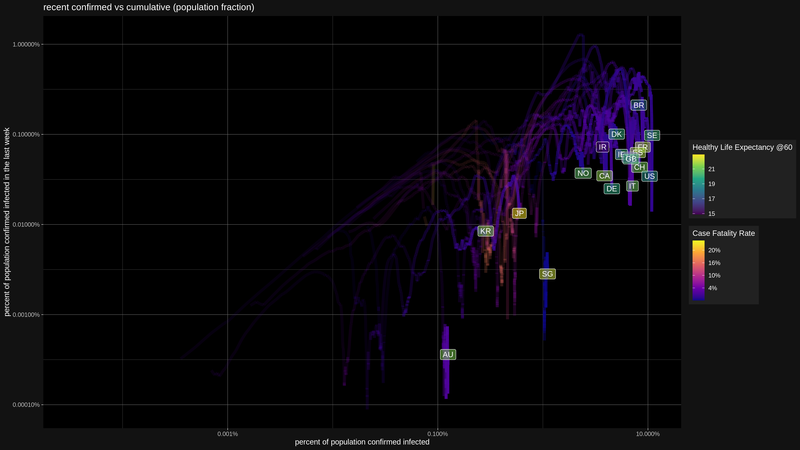 recent confirmed vs cumulative (population fraction)
percent of population confirmed infected in the last week
1.00000%
0.10000%
0.01000%
0.00100%
0.00010%
BR
DK
SE
IR
FR
GB
CH
NO
CA
US
DE
IT
JP
KR
SG
AU
0.001%
0.100%
10.000%
percent of population confirmed infected
Healthy Life Expectancy @60
21
19
17
15
Case Fatality Rate
20%
16%
10%
4%